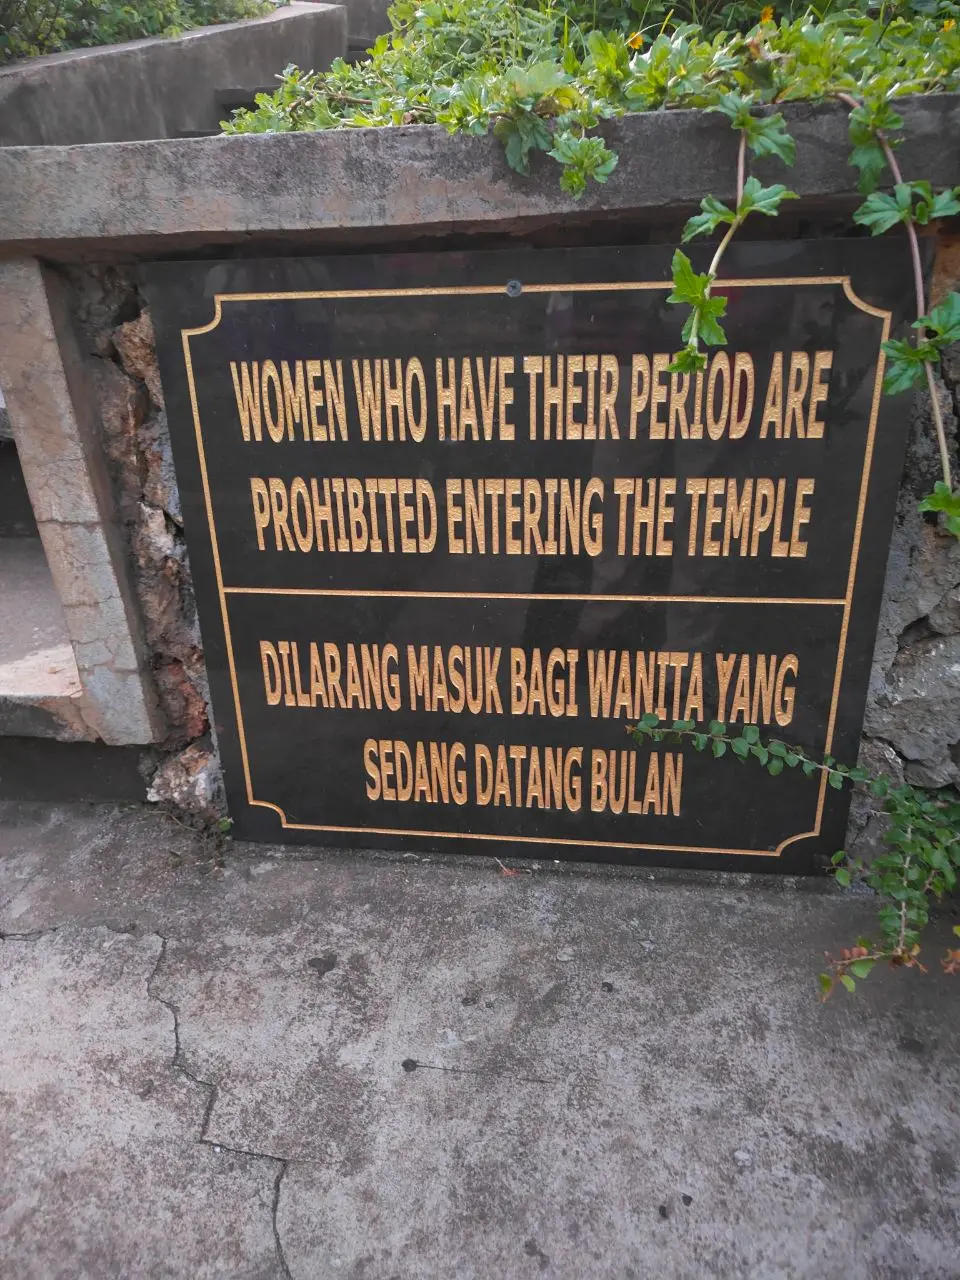 WOMEN WHO HAVE THEIR PERIOD ARE
PROHIBITED ENTERING THE TEMPLE
DILARANG MASUK BAGI WANITA YANG
SEDANG DATANG BULAN